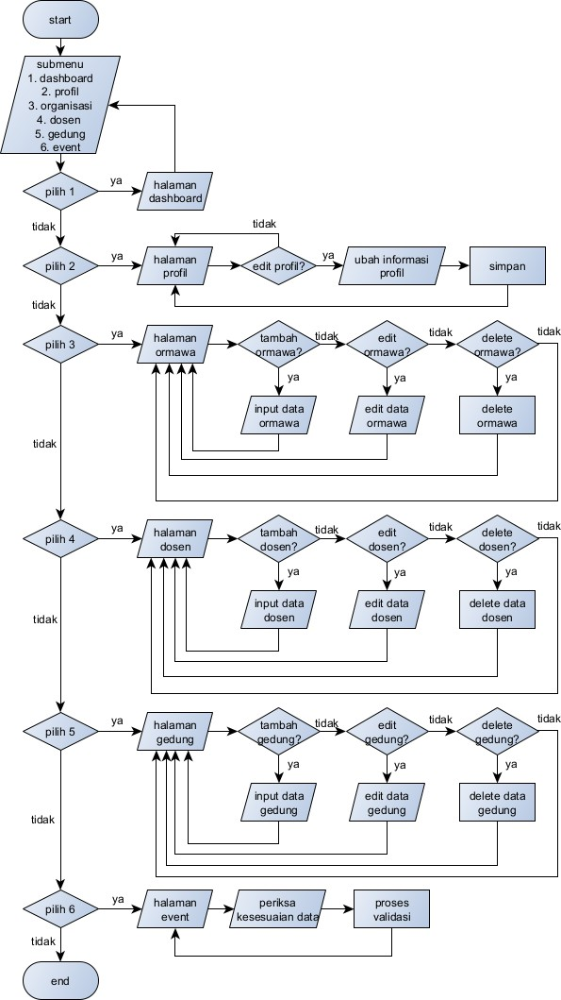 start
submenu
1. dashboard
2. profil
3. organisasi
4. dosen
5. gedung
6. event
pilih 1
ya
halaman
dashboard
tidak
tidak
pilih 2
ya
halaman
profil
edit profil?
ya
ubah informasi
profil
simpan
tidak
pilih 3
ya
halaman
ormawa
tambah
ormawa?
tidak
edit
ormawa?
tidak
delete
ormawa?
tidak
ya
ya
ya
input data
ormawa
edit data
ormawa
delete
ormawa
tidak
pilih 4
ya
halaman
dosen
tambah
dosen?
tidak
edit
dosen?
tidak
delete
dosen?
tidak
ya
ya
ya
input data
dosen
edit data
dosen
delete data
dosen
tidak
pilih 5
ya
halaman
gedung
tambah
gedung?
tidak
edit
gedung?
tidak
delete
gedung?
tidak
ya
ya
ya
input data
gedung
edit data
gedung
delete data
gedung
tidak
pilih 6
ya
halaman
event
periksa
kesesuaian data
proses
validasi
tidak
end